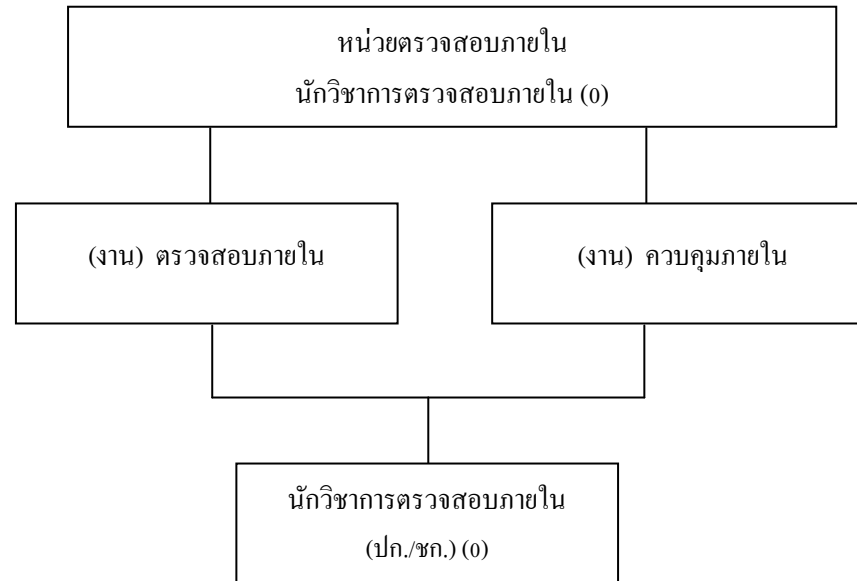 หน่วยตรวจสอบภายใน
นักวิชาการตรวจสอบภายใน (0)
(งาน) ตรวจสอบภายใน
(งาน) ควบคุมภายใน
นักวิชาการตรวจสอบภายใน
(ปก./ชก.) (0)